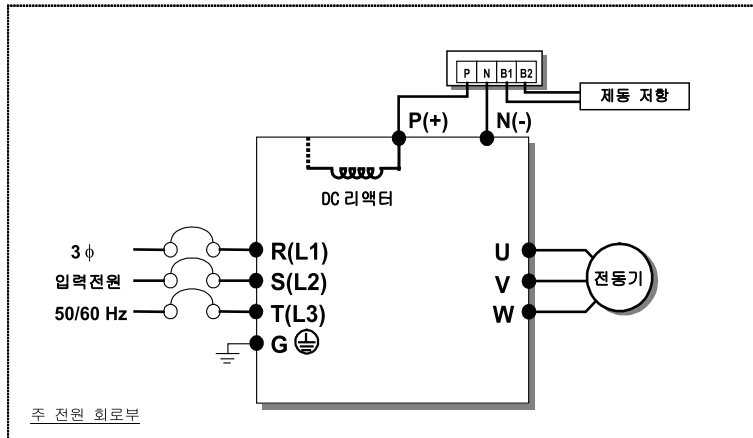 P N B1 B2
제동 저항
P(+) N(-)
DC 리액터
3 ϕ
입력전원
50/60 Hz
R(L1)
S(L2)
T(L3)
G
U
V
W
전동기
주 전원 회로부